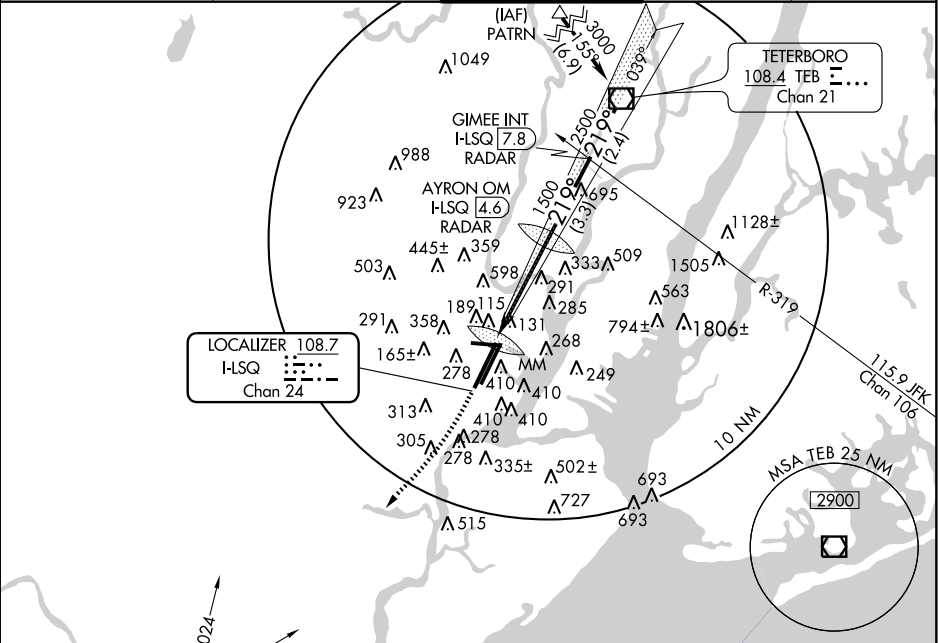 (IAF)
PATRN
3000
155°
(6.9)
039°
TETERBORO
108.4 TEB
Chan 21
1049
GIMEE INT
I-LSQ 7.8
RADAR
2500
219°
(2.4)
988
923
AYRON OM
I-LSQ 4.6
RADAR
1500
219°
(3.3)
695
1128±
1505
445±
359
503
598
333
509
291
285
563
R-319
189
115
131
291
358
794±
1806±
LOCALIZER 108.7
I-LSQ
Chan 24
165±
278
268
MM
249
115.9 JFK
Chan 106
410
410
313
410
410
305
278
278
335±
502±
10 NM
MSA TEB 25 NM
2900
727
693
693
515
024